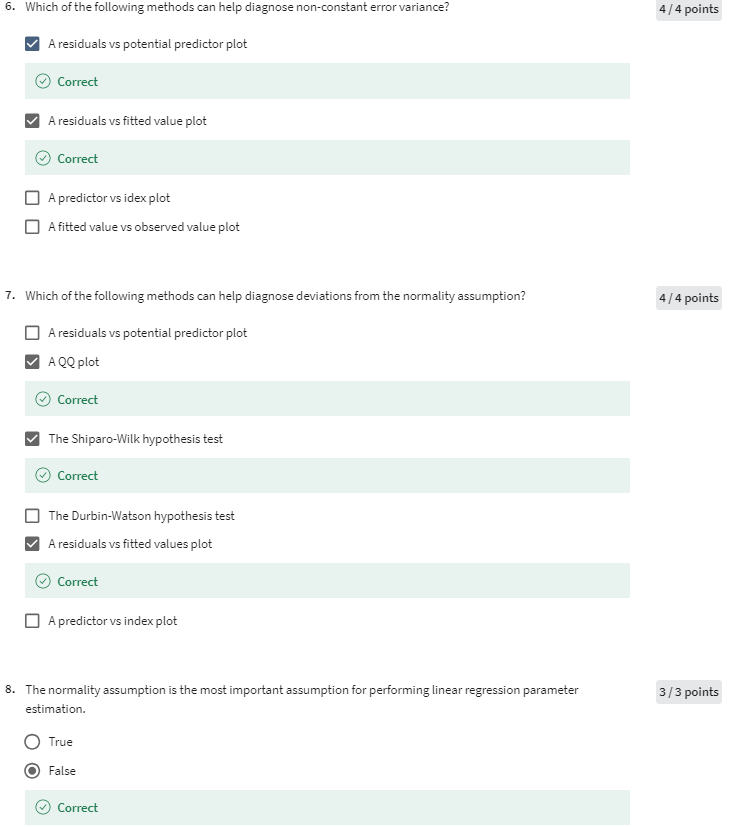 6. Which of the following methods can help diagnose non-constant error variance?
4 / 4 points
A residuals vs potential predictor plot
Correct
A residuals vs fitted value plot
Correct
A predictor vs idex plot
A fitted value vs observed value plot
7. Which of the following methods can help diagnose deviations from the normality assumption?
4 / 4 points
A residuals vs potential predictor plot
A QQ plot
Correct
The Shiparo-Wilk hypothesis test
Correct
The Durbin-Watson hypothesis test
A residuals vs fitted values plot
Correct
A predictor vs index plot
8. The normality assumption is the most important assumption for performing linear regression parameter
estimation.
3 / 3 points
True
False
Correct